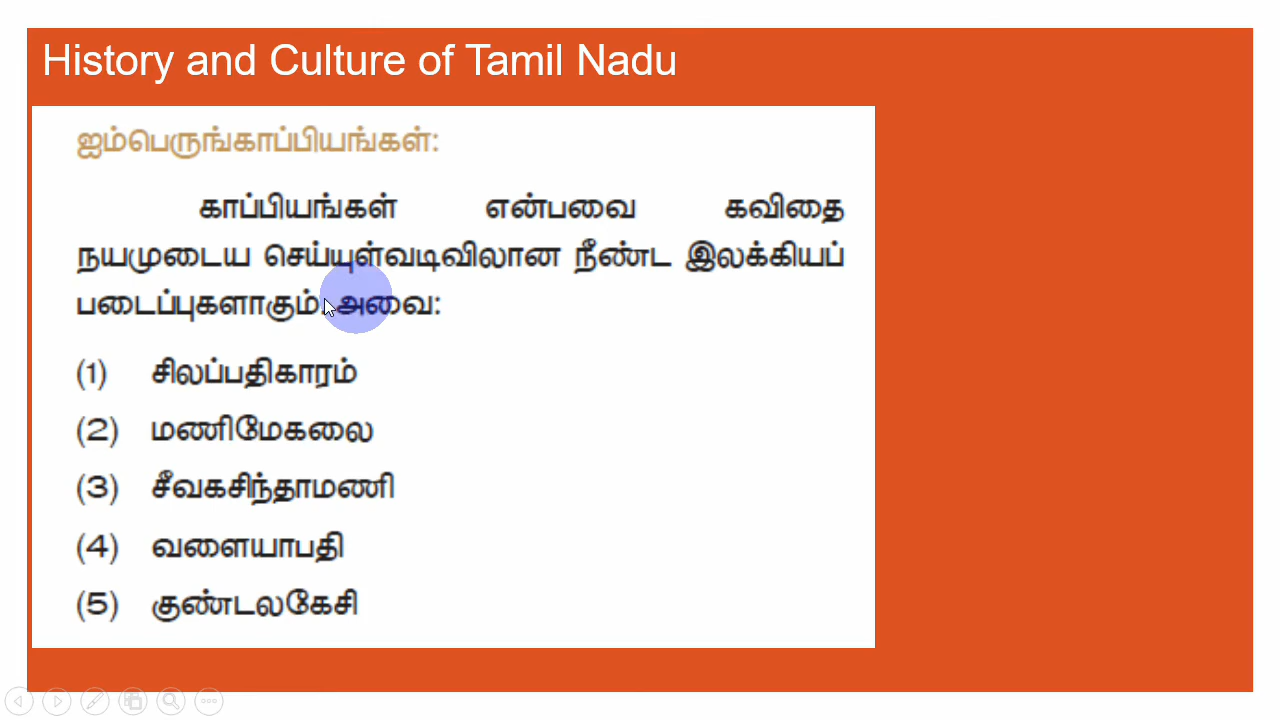 History and Culture of Tamil Nadu
ஐம்பெருங்காப்பியங்கள்:
காப்பியங்கள் என்பவை கவிதை
நயமுடைய செய்யுள்வடிவிலான நீண்ட இலக்கியப்
படைப்புகளாகும். அவை:
(1) சிலப்பதிகாரம்
(2) மணிமேகலை
(3) சீவகசிந்தாமணி
(4) வளையாபதி
(5) குண்டலகேசி